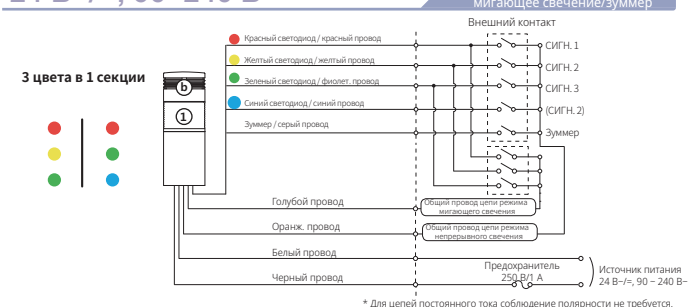 24 В~/=, 90~240 В
мигающее свечение/зуммер
Внешний контакт
3 цвета в 1 секции
b
1
Красный светодиод / красный провод
Желтый светодиод / желтый провод
Зеленый светодиод / фиолет. провод
Синий светодиод / синий провод
Зуммер / серый провод
СИГН. 1
СИГН. 2
СИГН. 3
(СИГН. 2)
Зуммер
Голубой провод
Общий провод цепи режима
мигающего свечения
Оранж. провод
Общий провод цепи режима
непрерывного свечения
Белый провод
Черный провод
Предохранитель
250 В/1 А
Источник питания
24 В~/=, 90 ~ 240 В~
* Для цепей постоянного тока соблюдение полярности не требуется.